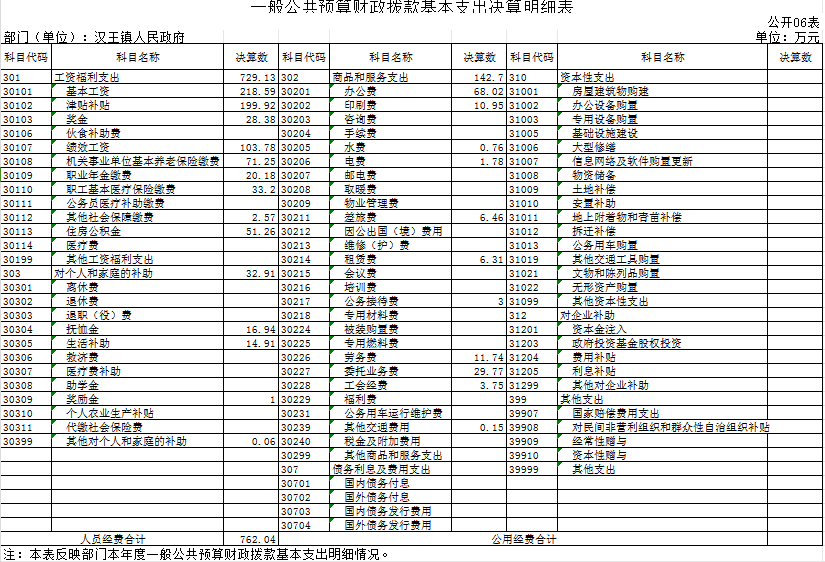 一般公共预算财政拨款基本支出决算明细表
公开06表
部门（单位）：汉王镇人民政府 单位：万元
科目代码 科目名称 决算数 科目代码 科目名称 决算数 科目代码 科目名称 决算数
301 工资福利支出 729.13 302 商品和服务支出 142.7 310 资本性支出
30101 基本工资 218.59 30201 办公费 68.02 31001 房屋建筑物购建
30102 津贴补贴 199.92 30202 印刷费 10.95 31002 办公设备购置
30103 奖金 28.38 30203 咨询费 31003 专用设备购置
30106 伙食补助费 30204 手续费 31005 基础设施建设
30107 绩效工资 103.78 30205 水费 0.76 31006 大型修缮
30108 机关事业单位基本养老保险缴费 71.25 30206 电费 1.78 31007 信息网络及软件购置更新
30109 职业年金缴费 20.18 30207 邮电费 31008 物资储备
30110 职工基本医疗保险缴费 33.2 30208 取暖费 31009 土地补偿
30111 公务员医疗补助缴费 30209 物业管理费 31010 安置补助
30112 其他社会保障缴费 2.57 30211 差旅费 6.46 31011 地上附着物和青苗补偿
30113 住房公积金 51.26 30212 因公出国（境）费用 31012 拆迁补偿
30114 医疗费 30213 维修（护）费 31013 公务用车购置
30199 其他工资福利支出 30214 租赁费 6.31 31019 其他交通工具购置
303 对个人和家庭的补助 32.91 30215 会议费 31021 文物和陈列品购置
30301 离休费 30216 培训费 31022 无形资产购置
30302 退休费 30217 公务接待费 3 31099 其他资本性支出
30303 退职（役）费 30218 专用材料费 312 对企业补助
30304 抚恤金 16.94 30224 被装购置费 31201 资本金注入
30305 生活补助 14.91 30225 专用燃料费 31203 政府投资基金股权投资
30306 救济费 30226 劳务费 11.74 31204 费用补贴
30307 医疗费补助 30227 委托业务费 29.77 31205 利息补贴
30308 助学金 30228 工会经费 3.75 31299 其他对企业补助
30309 奖励金 1 30229 福利费 399 其他支出
30310 个人农业生产补贴 30231 公务用车运行维护费 39907 国家赔偿费用支出
30311 代缴社会保险费 30239 其他交通费用 0.15 39908 对民间非营利组织和群众性自治组织补贴
30399 其他对个人和家庭的补助 0.06 30240 税金及附加费用 39909 经常性赠与
30299 其他商品和服务支出 39910 资本性赠与
307 债务利息及费用支出 39999 其他支出
30701 国内债务付息
30702 国外债务付息
30703 国内债务发行费用
30704 国外债务发行费用
人员经费合计 762.04 公用经费合计
注：本表反映部门本年度一般公共预算财政拨款基本支出明细情况。